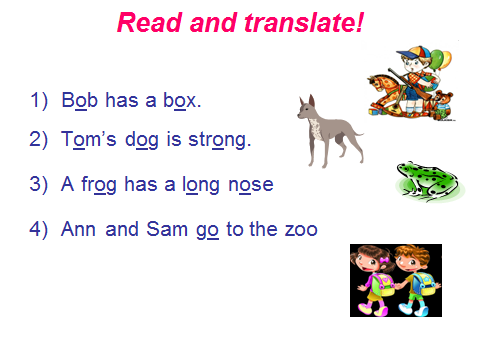 Read and translate!
1) Bob has a box.
2) Tom's dog is strong.
3) A frog has a long nose
4) Ann and Sam go to the zoo